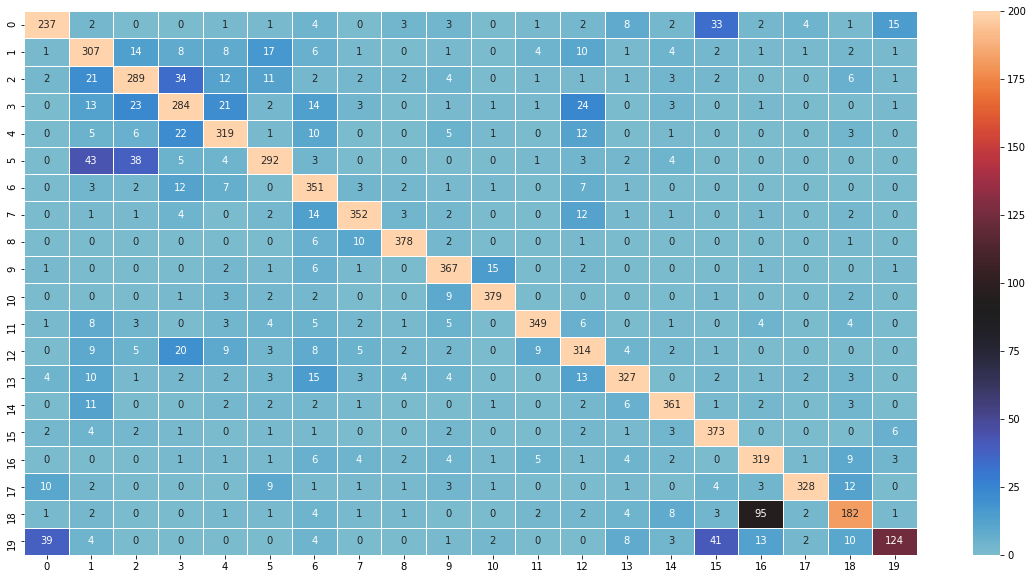 0 237 2 0 0 1 1 4 0 3 3 0 1 2 8 2 33 2 4 1 15
1 1 307 14 8 8 17 6 1 0 1 0 4 10 1 4 2 1 1 2 1
2 2 21 289 34 12 11 2 2 2 4 0 1 1 1 3 2 0 0 6 1
3 0 13 23 284 21 2 14 3 0 1 1 1 24 0 3 0 1 0 0 1
4 0 5 6 22 319 1 10 0 0 5 1 0 12 0 1 0 0 0 3 0
5 0 43 38 5 4 292 3 0 0 0 0 1 3 2 4 0 0 0 0 0
6 0 3 2 12 7 0 351 3 2 1 1 0 7 1 0 0 0 0 0 0
7 0 1 1 4 0 2 14 352 3 2 0 0 12 1 1 0 1 0 2 0
8 0 0 0 0 0 0 6 10 378 2 0 0 1 0 0 0 0 0 1 0
9 1 0 0 0 2 1 6 1 0 367 15 0 2 0 0 0 1 0 0 1
10 0 0 0 1 3 2 2 0 0 9 379 0 0 0 0 1 0 0 2 0
11 1 8 3 0 3 4 5 2 1 5 0 349 6 0 1 0 4 0 4 0
12 0 9 5 20 9 3 8 5 2 2 0 9 314 4 2 1 0 0 0 0
13 4 10 1 2 2 3 15 3 4 4 0 0 13 327 0 2 1 2 3 0
14 0 11 0 0 2 2 2 1 0 0 1 0 2 6 361 1 2 0 3 0
15 2 4 2 1 0 1 1 0 0 2 0 0 2 1 3 373 0 0 0 6
16 0 0 0 1 1 1 6 4 2 4 1 5 1 4 2 0 319 1 9 3
17 10 2 0 0 0 9 1 1 1 3 1 0 0 1 0 4 3 328 12 0
18 1 2 0 0 1 1 4 1 1 0 0 2 2 4 8 3 95 2 182 1
19 39 4 0 0 0 0 4 0 0 1 2 0 0 8 3 41 13 2 10 124
0 1 2 3 4 5 6 7 8 9 10 11 12 13 14 15 16 17 18 19
200
175
150
125
100
75
50
25
0